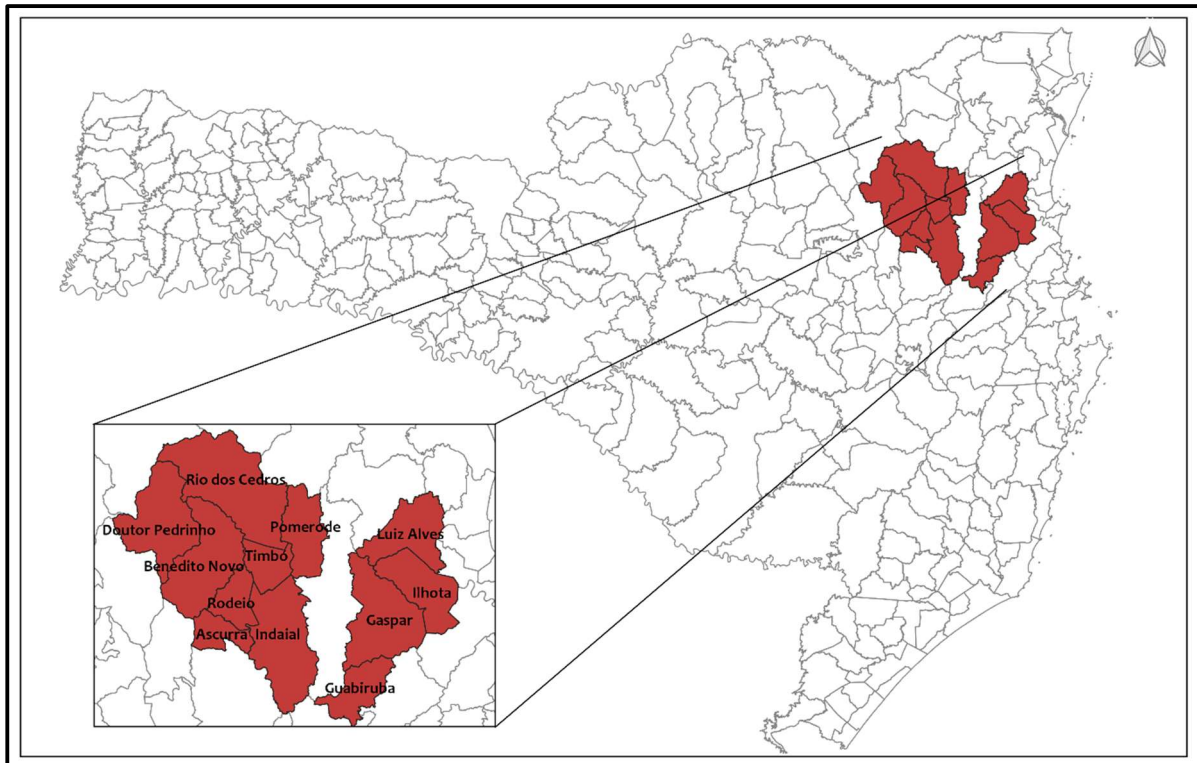 Rio dos Cedros
Doutor Pedrinho
Pomerode
Luiz Alves
Timbó
Benedito Novo
Ilhota
Rodeio
Gaspar
Ascurra
Indaial
Guabiruba